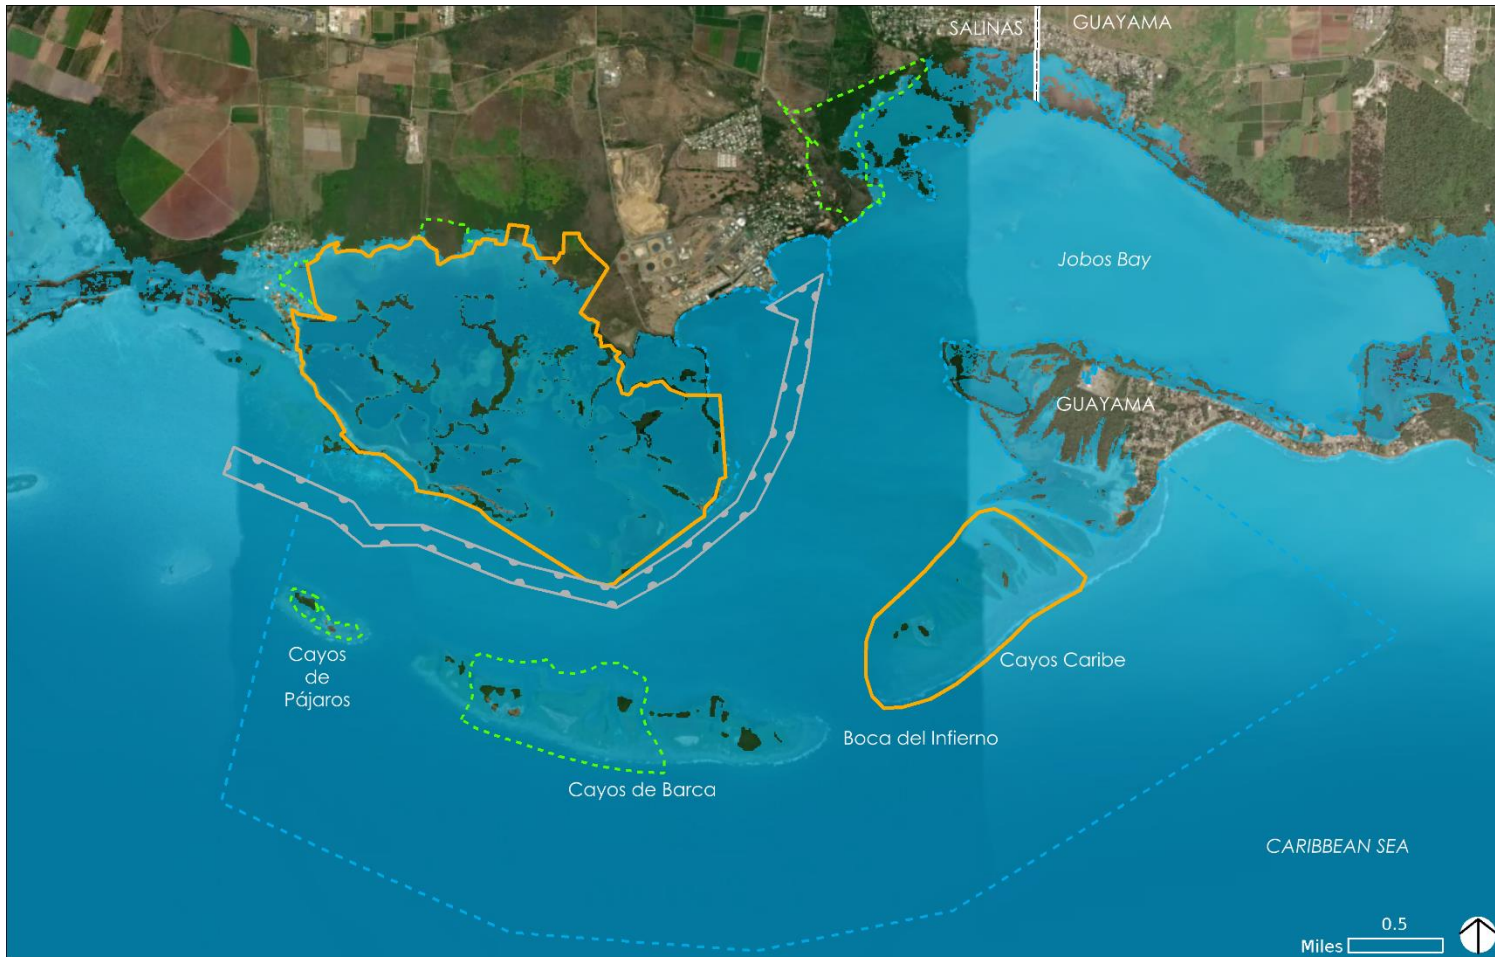 SALINAS
GUAYAMA
Jobos Bay
GUAYAMA
Cayos
de
Pájaros
Cayos Caribe
Boca del Infierno
Cayos de Barca
CARIBBEAN SEA
0.5
Miles